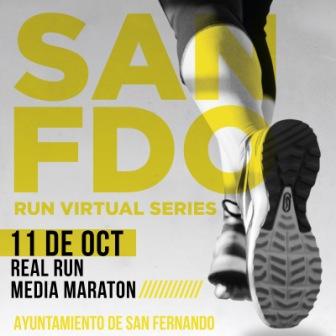 SAN
FDO
RUN VIRTUAL SERIES
11 DE OCT
REAL RUN
MEDIA MARATON
AYUNTAMIENTO DE SAN FERNANDO